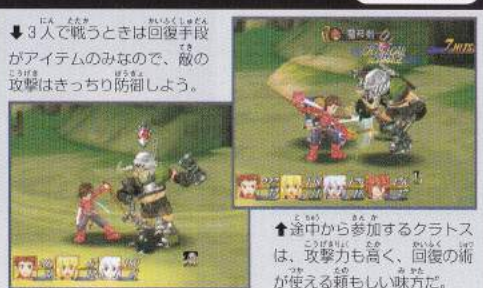 ⬇3人で戦うときは回復手段
がアイテムのみなので、敵の
攻撃はきっちり防御しよう。
7HITS
⬆途中から参加するクラトス
は、攻撃力も高く、回復の術
が使える頼もしい味方だ。